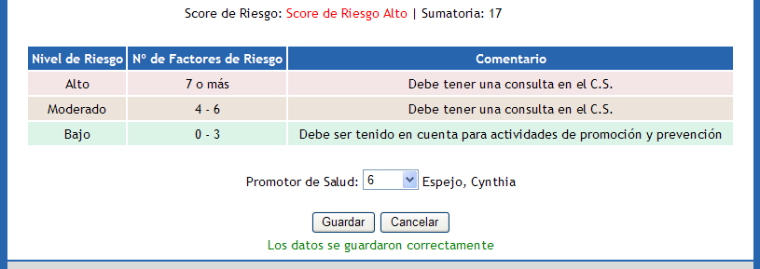 Score de Riesgo: Score de Riesgo Alto | Sumatoria: 17
Nivel de Riesgo Nº de Factores de Riesgo Comentario
Alto 7 o más Debe tener una consulta en el C.S.
Moderado 4 - 6 Debe tener una consulta en el C.S.
Bajo 0 - 3 Debe ser tenido en cuenta para actividades de promoción y prevención
Promotor de Salud: 6 Espejo, Cynthia
Guardar Cancelar
Los datos se guardaron correctamente